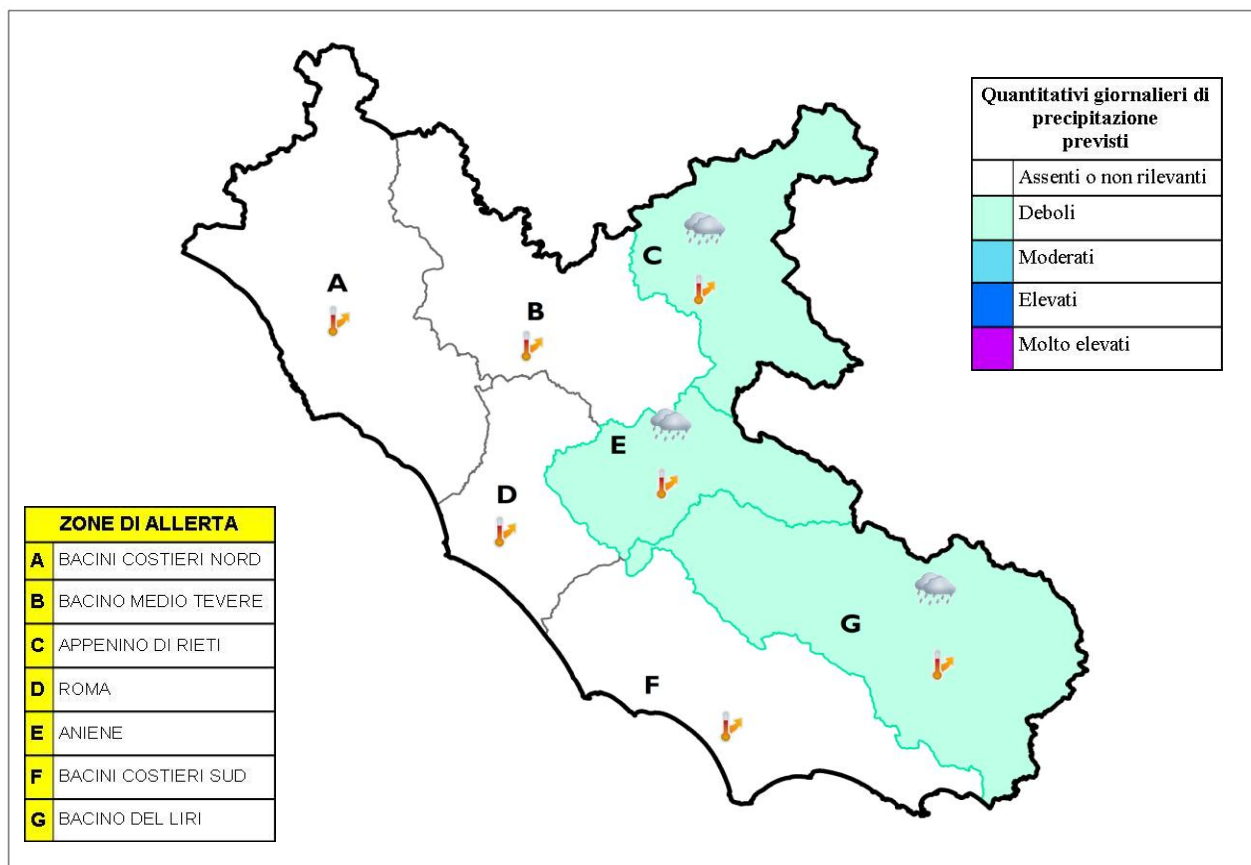 Quantitativi giornalieri di
precipitazione
previsti
Assenti o non rilevanti
Deboli
Moderati
Elevati
Molto elevati
A
B
C
D
E
F
G
ZONE DI ALLERTA
A BACINI COSTIERI NORD
B BACINO MEDIO TEVERE
C APPENINO DI RIETI
D ROMA
E ANIENE
F BACINI COSTIERI SUD
G BACINO DEL LIRI